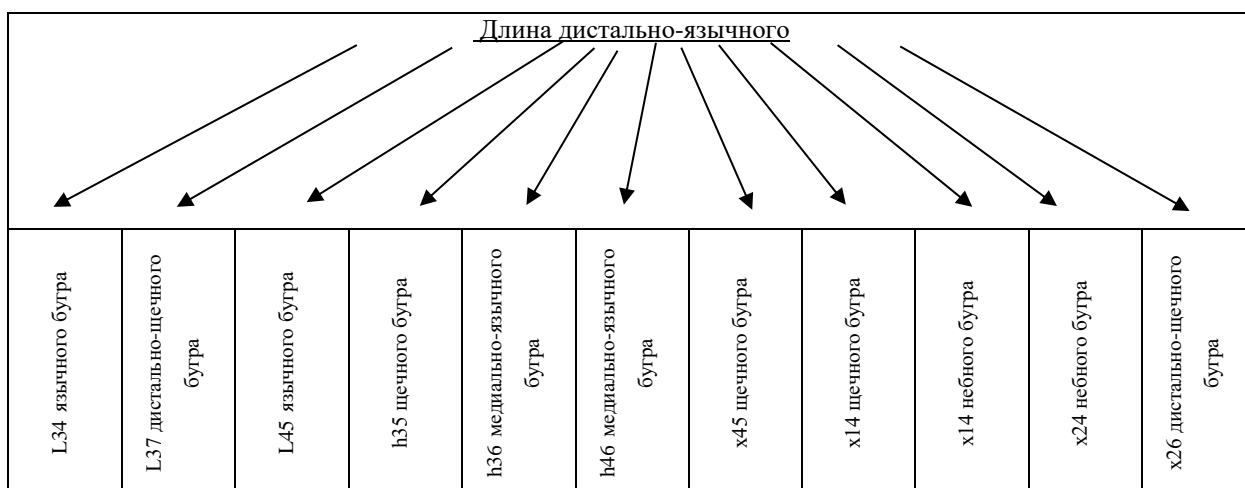 Длина дистально-язычного
L34 язычного бугра
L37 дистально-щечного
бугра
L45 язычного бугра
h35 щечного бугра
h36 медиально-язычного
бугра
h46 медиально-язычного
бугра
x45 щечного бугра
x14 щечного бугра
x14 небного бугра
x24 небного бугра
x26 дистально-щечного
бугра